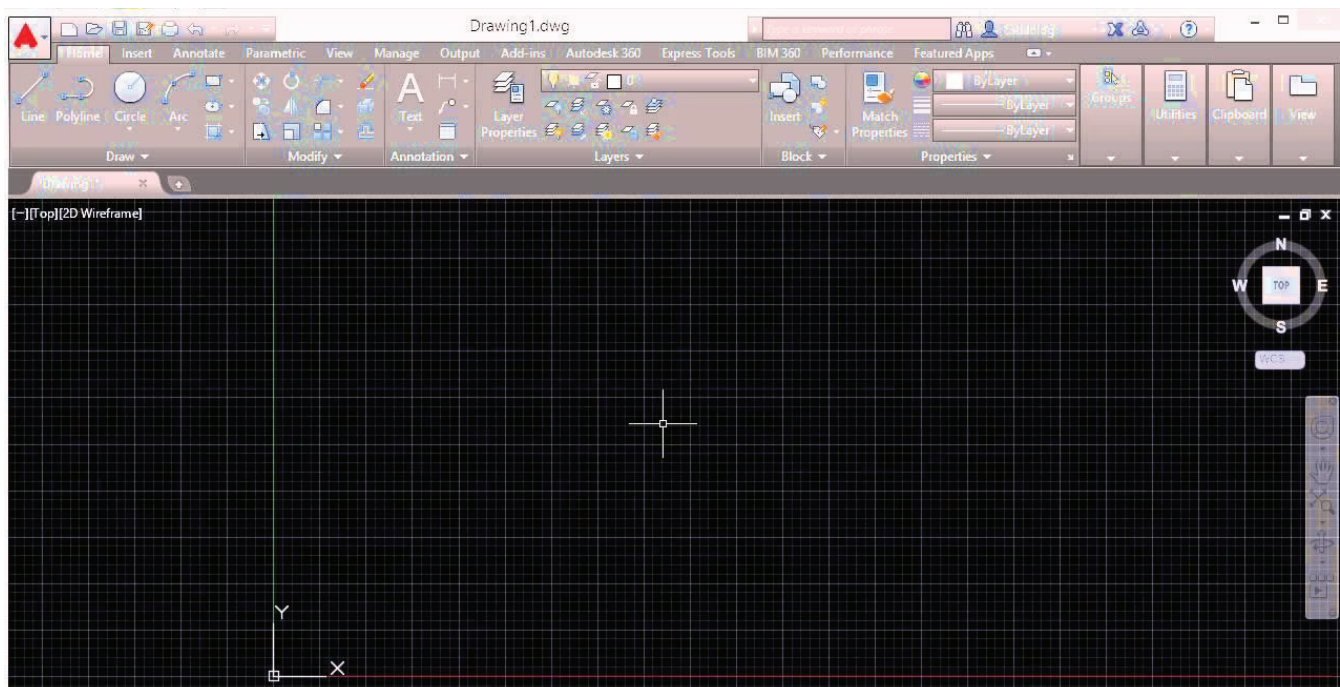 Drawing1.dwg
Home Insert Annotate Parametric View Manage Output Add-ins Autodesk 360 Express Tools BIM 360 Performance Featured Apps
Line Polyline Circle Arc
A Text
Layer Properties
0
Insert
Match Properties
ByLayer
ByLayer
ByLayer
Groups
Utilities
Clipboard
View
Draw Modify Annotation Layers Block Properties
Drawing1*
[−][Top][2D Wireframe]
N
W TOP E
S
WCS
Y
X